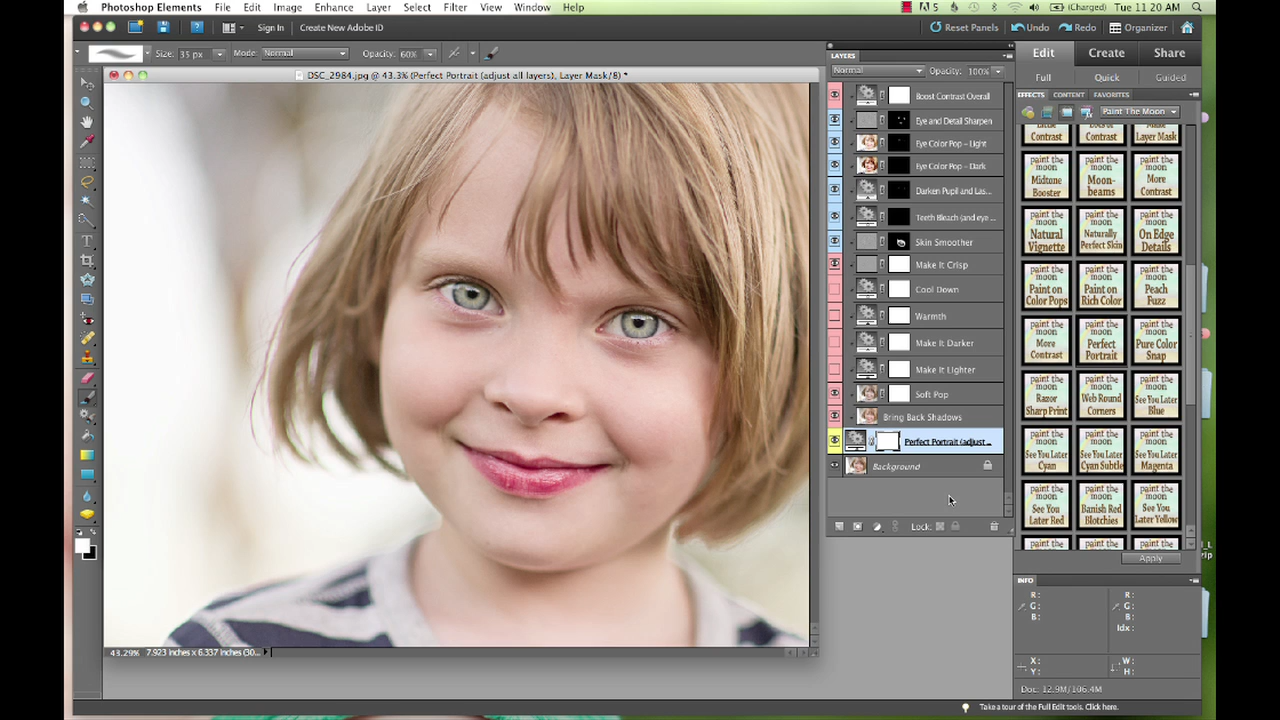 Photoshop Elements File Edit Image Enhance Layer Select Filter View Window Help 5 (Charged) Tue 11:20 AM
Sign In Create New Adobe ID Reset Panels Undo Redo Organizer
Size: 35 px Mode: Normal Opacity: 60%
Edit Create Share
Full Quick Guided
DSC_2984.jpg @ 43.3% (Perfect Portrait (adjust all layers), Layer Mask/8) *
LAYERS
Normal Opacity: 100%
Boost Contrast Overall
Eye and Detail Sharpen
Eye Color Pop - Light
Eye Color Pop - Dark
Darken Pupil and Las...
Teeth Bleach (and eye ...
Skin Smoother
Make It Crisp
Cool Down
Warmth
Make It Darker
Make It Lighter
Soft Pop
Bring Back Shadows
Perfect Portrait (adjust...
Background
Lock:
EFFECTS CONTENT FAVORITES
Paint The Moon
Contrast Contrast Layer Mask
paint the moon paint the moon paint the moon
Midtone Booster Moon-beams More Contrast
paint the moon paint the moon paint the moon
Natural Vignette Naturally Perfect Skin On Edge Details
paint the moon paint the moon paint the moon
Paint on Color Pops Paint on Rich Color Peach Fuzz
paint the moon paint the moon paint the moon
More Contrast Perfect Portrait Pure Color Snap
paint the moon paint the moon paint the moon
Razor Sharp Print Web Round Corners See You Later Blue
paint the moon paint the moon paint the moon
See You Later Cyan See You Later Cyan Subtle See You Later Magenta
paint the moon paint the moon paint the moon
See You Later Red Banish Red Blotchies See You Later Yellow
Apply
INFO
R: R:
G: G:
B: B:
Idx:
X: W:
Y: H:
Doc: 12.9M/106.4M
43.29% 7.923 inches x 6.337 inches (30...
Take a tour of the Full Edit tools. Click here.